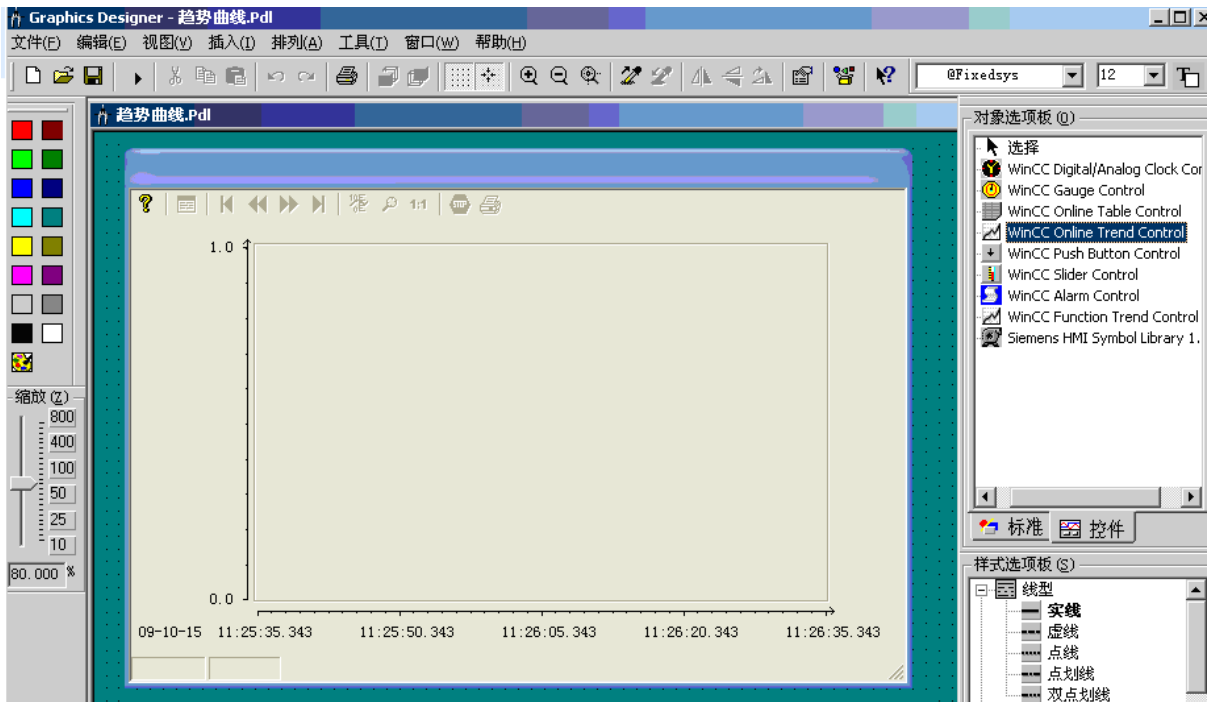 Graphics Designer - 趋势曲线.Pdl
文件(F) 编辑(E) 视图(V) 插入(I) 排列(A) 工具(T) 窗口(W) 帮助(H)
@Fixedsys 12
趋势曲线.Pdl
1:1 STOP
1.0
0.0
09-10-15 11:25:35.343 11:25:50.343 11:26:05.343 11:26:20.343 11:26:35.343
缩放(Z)
800
400
100
50
25
10
80.000 %
对象选项板(O)
选择
WinCC Digital/Analog Clock Cor
WinCC Gauge Control
WinCC Online Table Control
WinCC Online Trend Control
WinCC Push Button Control
WinCC Slider Control
WinCC Alarm Control
WinCC Function Trend Control
Siemens HMI Symbol Library 1.
标准 控件
样式选项板(S)
线型
实线
虚线
点线
点划线
双点划线